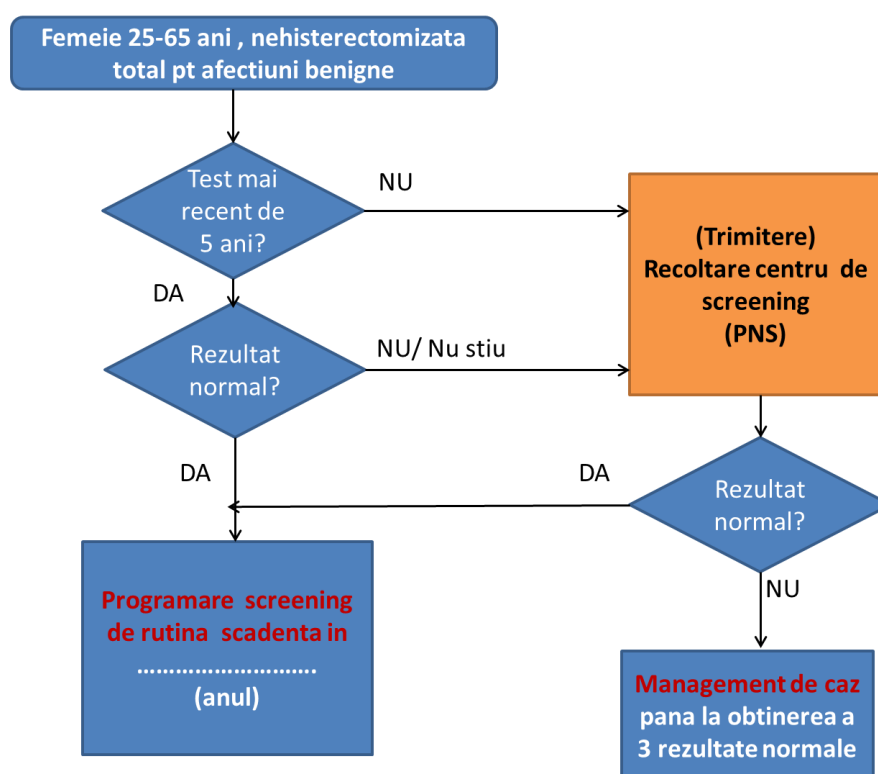 Femeie 25-65 ani , nehisterectomizata
total pt afectiuni benigne
Test mai
recent de
5 ani?
NU
(Trimitere)
Recoltare centru de
screening
(PNS)
DA
Rezultat
normal?
NU/ Nu stiu
DA
DA
Rezultat
normal?
NU
Programare screening
de rutina scadenta in
……………………….
(anul)
Management de caz
pana la obtinerea a
3 rezultate normale